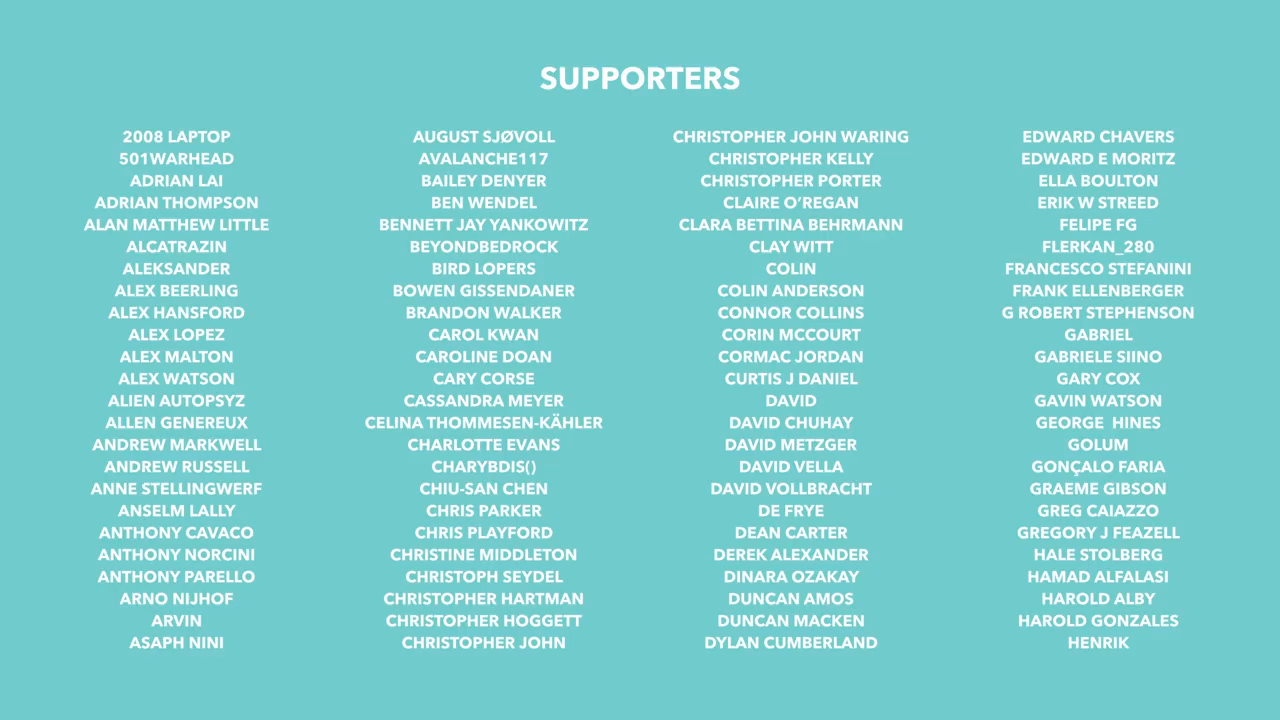 SUPPORTERS
2008 LAPTOP
501WARHEAD
ADRIAN LAI
ADRIAN THOMPSON
ALAN MATTHEW LITTLE
ALCATRAZIN
ALEKSANDER
ALEX BEERLING
ALEX HANSFORD
ALEX LOPEZ
ALEX MALTON
ALEX WATSON
ALIEN AUTOPSYZ
ALLEN GENEREUX
ANDREW MARKWELL
ANDREW RUSSELL
ANNE STELLINGWERF
ANSELM LALLY
ANTHONY CAVACO
ANTHONY NORCINI
ANTHONY PARELLO
ARNO NIJHOF
ARVIN
ASAPH NINI
AUGUST SJØVOLL
AVALANCHE117
BAILEY DENYER
BEN WENDEL
BENNETT JAY YANKOWITZ
BEYONDBEDROCK
BIRD LOPERS
BOWEN GISSENDANER
BRANDON WALKER
CAROL KWAN
CAROLINE DOAN
CARY CORSE
CASSANDRA MEYER
CELINA THOMMESEN-KÄHLER
CHARLOTTE EVANS
CHARYBDIS()
CHIU-SAN CHEN
CHRIS PARKER
CHRIS PLAYFORD
CHRISTINE MIDDLETON
CHRISTOPH SEYDEL
CHRISTOPHER HARTMAN
CHRISTOPHER HOGGETT
CHRISTOPHER JOHN
CHRISTOPHER JOHN WARING
CHRISTOPHER KELLY
CHRISTOPHER PORTER
CLAIRE O’REGAN
CLARA BETTINA BEHRMANN
CLAY WITT
COLIN
COLIN ANDERSON
CONNOR COLLINS
CORIN MCCOURT
CORMAC JORDAN
CURTIS J DANIEL
DAVID
DAVID CHUHAY
DAVID METZGER
DAVID VELLA
DAVID VOLLBRACHT
DE FRYE
DEAN CARTER
DEREK ALEXANDER
DINARA OZAKAY
DUNCAN AMOS
DUNCAN MACKEN
DYLAN CUMBERLAND
EDWARD CHAVERS
EDWARD E MORITZ
ELLA BOULTON
ERIK W STREED
FELIPE FG
FLERKAN_280
FRANCESCO STEFANINI
FRANK ELLENBERGER
G ROBERT STEPHENSON
GABRIEL
GABRIELE SIINO
GARY COX
GAVIN WATSON
GEORGE  HINES
GOLUM
GONÇALO FARIA
GRAEME GIBSON
GREG CAIAZZO
GREGORY J FEAZELL
HALE STOLBERG
HAMAD ALFALASI
HAROLD ALBY
HAROLD GONZALES
HENRIK